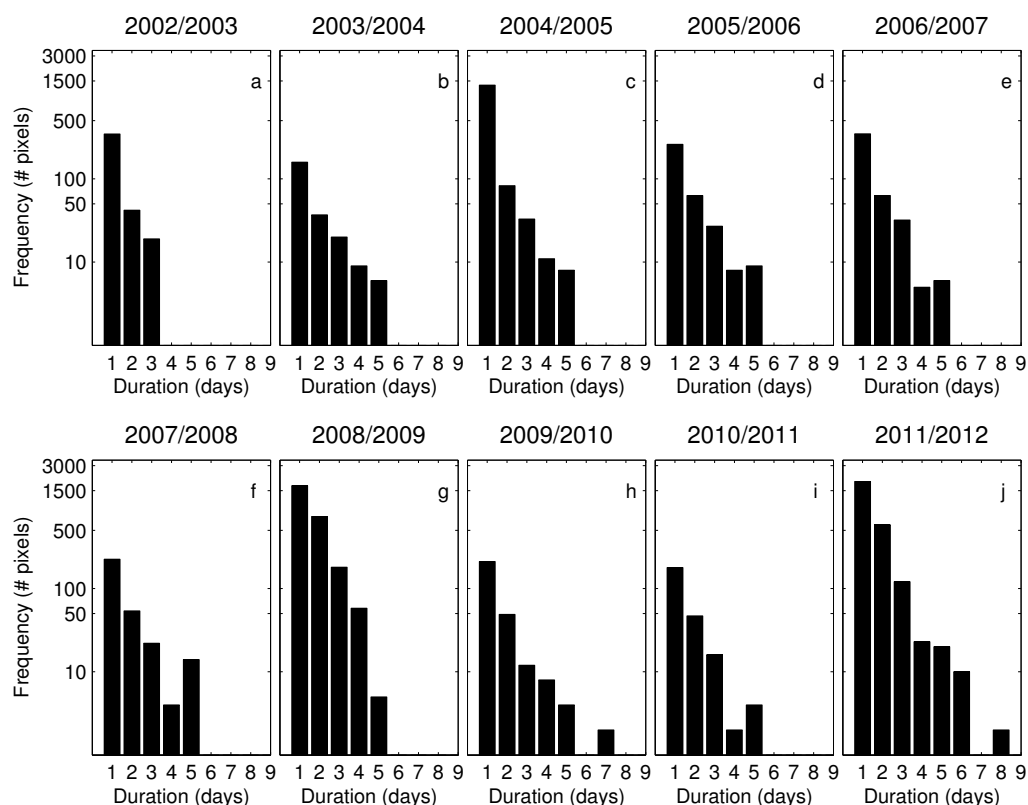 2002/2003 2003/2004 2004/2005 2005/2006 2006/2007
3000
1500
500
100
50
10
Frequency (# pixels)
a b c d e
1 2 3 4 5 6 7 8 9 1 2 3 4 5 6 7 8 9 1 2 3 4 5 6 7 8 9 1 2 3 4 5 6 7 8 9 1 2 3 4 5 6 7 8 9
Duration (days) Duration (days) Duration (days) Duration (days) Duration (days)
2007/2008 2008/2009 2009/2010 2010/2011 2011/2012
3000
1500
500
100
50
10
Frequency (# pixels)
f g h i j
1 2 3 4 5 6 7 8 9 1 2 3 4 5 6 7 8 9 1 2 3 4 5 6 7 8 9 1 2 3 4 5 6 7 8 9 1 2 3 4 5 6 7 8 9
Duration (days) Duration (days) Duration (days) Duration (days) Duration (days)